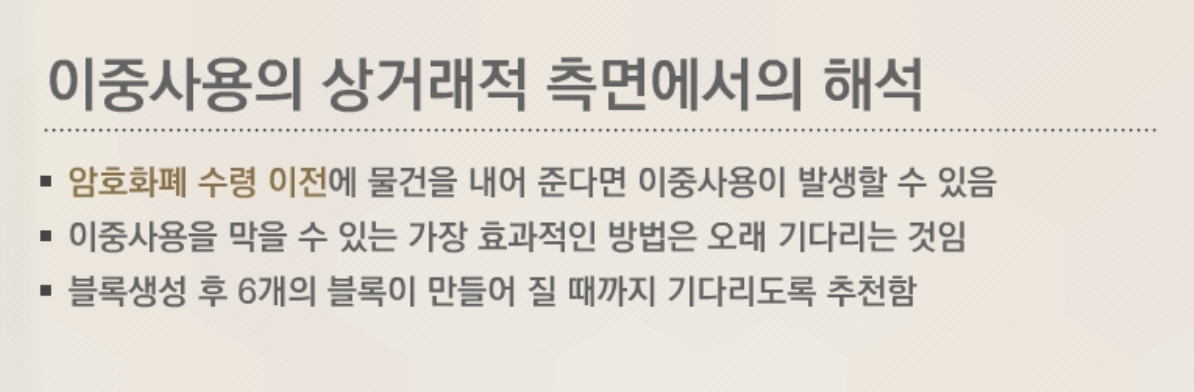 이중사용의 상거래적 측면에서의 해석
▪ 암호화폐 수령 이전에 물건을 내어 준다면 이중사용이 발생할 수 있음
▪ 이중사용을 막을 수 있는 가장 효과적인 방법은 오래 기다리는 것임
▪ 블록생성 후 6개의 블록이 만들어 질 때까지 기다리도록 추천함